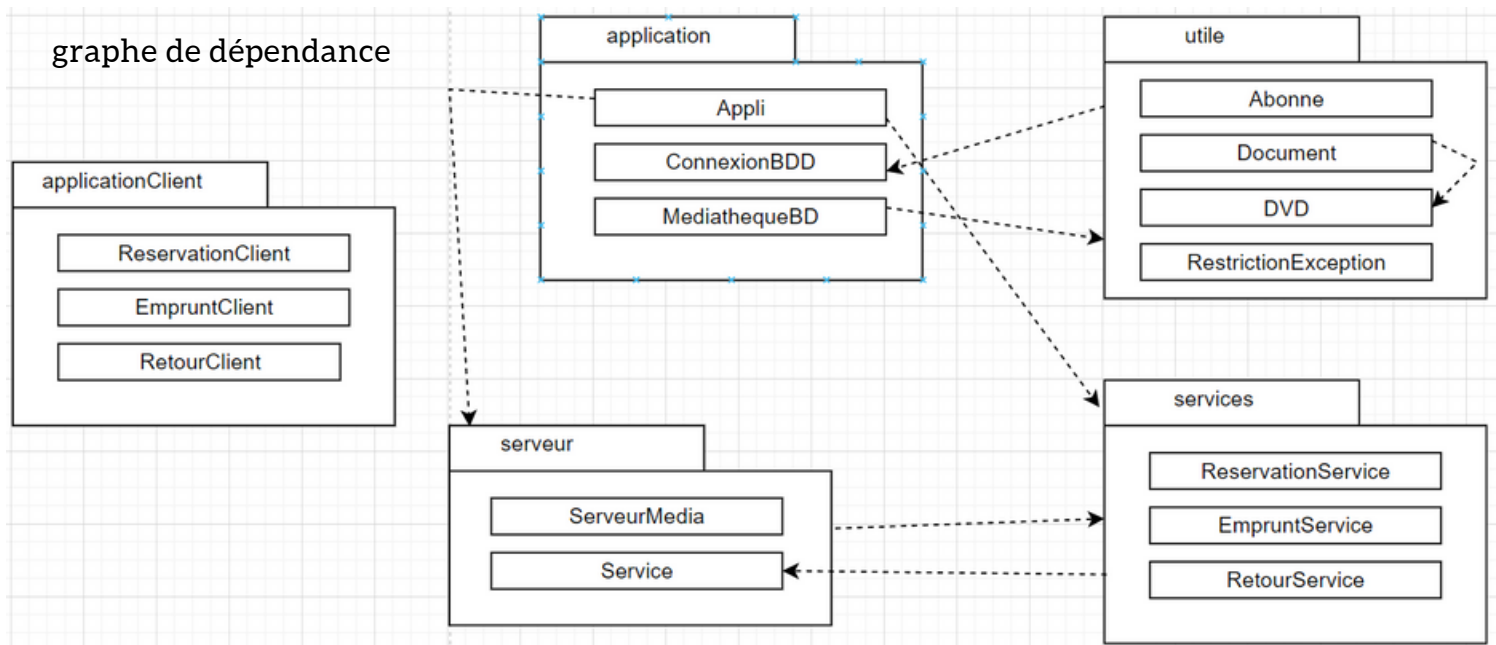 graphe de dépendance
application
Appli
ConnexionBDD
MediathequeBD
utile
Abonne
Document
DVD
RestrictionException
applicationClient
ReservationClient
EmpruntClient
RetourClient
serveur
ServeurMedia
Service
services
ReservationService
EmpruntService
RetourService